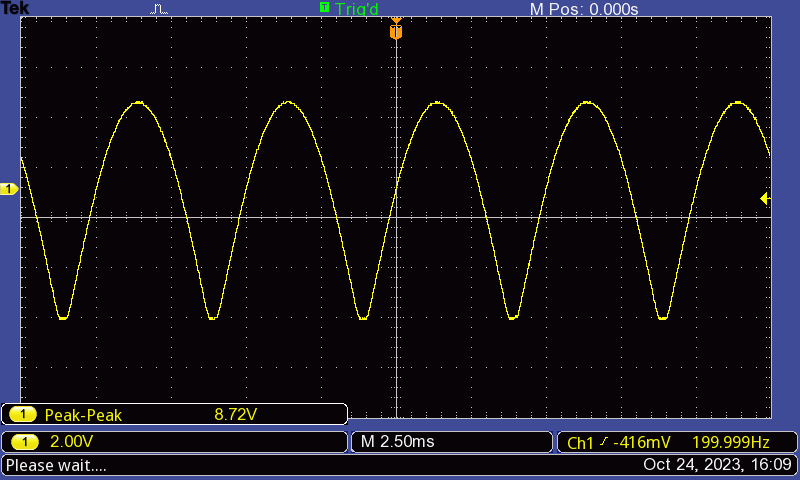 Tek T Trig'd M Pos: 0.000s
T
1
1 Peak-Peak 8.72V
1 2.00V M 2.50ms Ch1 -416mV 199.999Hz
Please wait.... Oct 24, 2023, 16:09